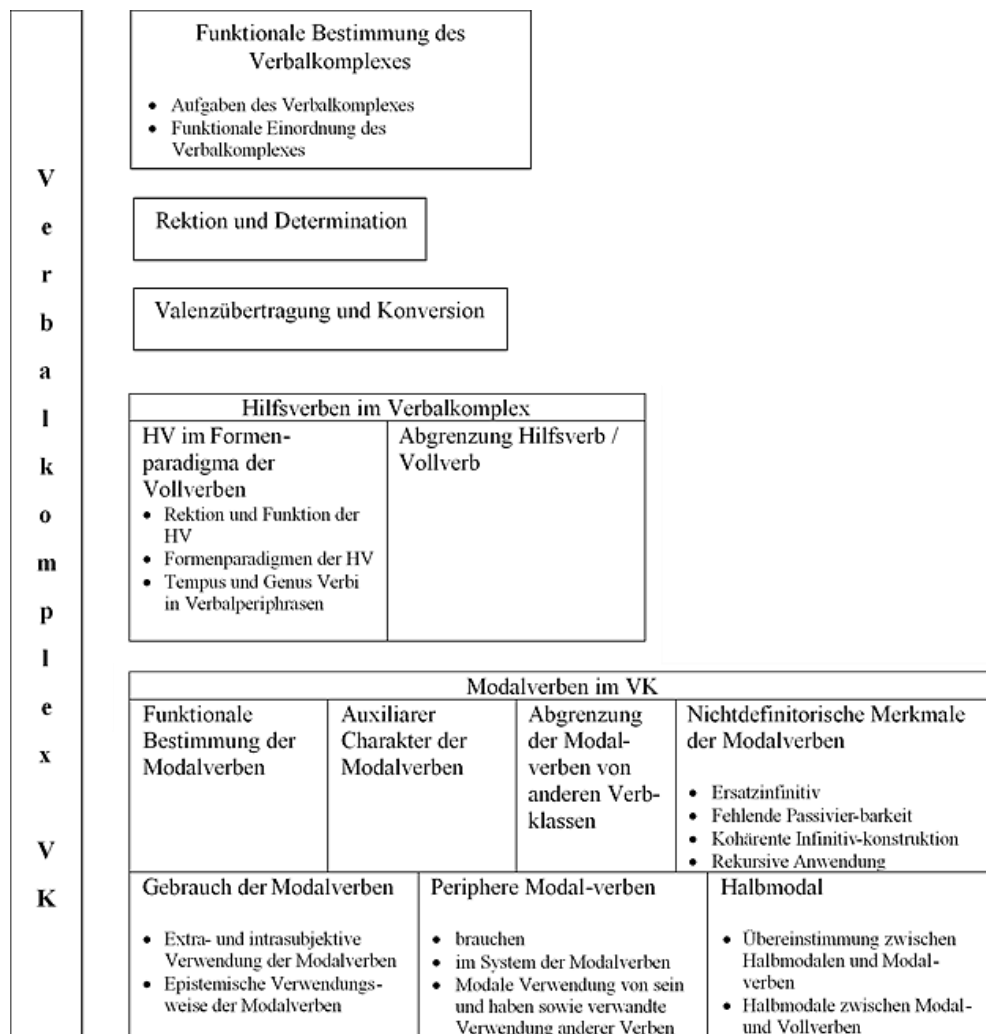 Verbalkomplex VK
Funktionale Bestimmung des
Verbalkomplexes
• Aufgaben des Verbalkomplexes
• Funktionale Einordnung des
Verbalkomplexes
Rektion und Determination
Valenzübertragung und Konversion
Hilfsverben im Verbalkomplex
HV im Formen-
paradigma der
Vollverben
• Rektion und Funktion der
HV
• Formenparadigmen der HV
• Tempus und Genus Verbi
in Verbalperiphrasen
Abgrenzung Hilfsverb /
Vollverb
Modalverben im VK
Funktionale
Bestimmung der
Modalverben
Auxiliarer
Charakter der
Modalverben
Abgrenzung
der Modal-
verben von
anderen Verb-
klassen
Nichtdefinitorische Merkmale
der Modalverben
• Ersatzinfinitiv
• Fehlende Passivier-barkeit
• Kohärente Infinitiv-konstruktion
• Rekursive Anwendung
Gebrauch der Modalverben
• Extra- und intrasubjektive
Verwendung der Modalverben
• Epistemische Verwendungs-
weise der Modalverben
Periphere Modal-verben
• brauchen
• im System der Modalverben
• Modale Verwendung von sein
und haben sowie verwandte
Verwendung anderer Verben
Halbmodal
• Übereinstimmung zwischen
Halbmodalen und Modal-
verben
• Halbmodale zwischen Modal-
und Vollverben